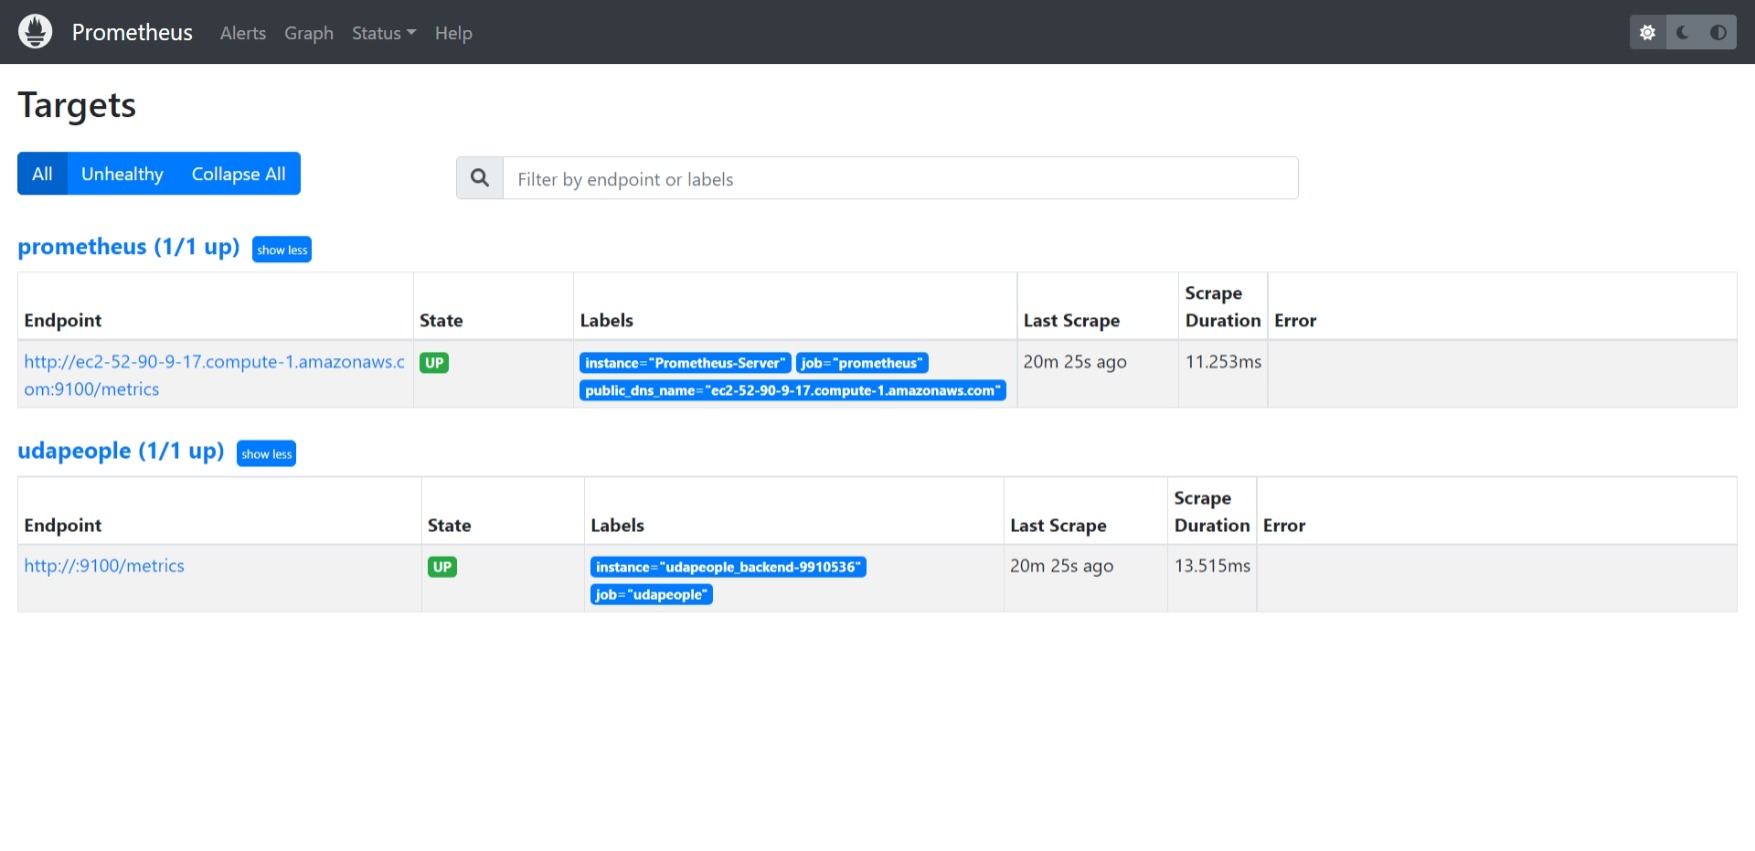 Prometheus Alerts Graph Status Help
Targets
All Unhealthy Collapse All
Filter by endpoint or labels
prometheus (1/1 up) show less
Endpoint State Labels Last Scrape Scrape Duration Error
http://ec2-52-90-9-17.compute-1.amazonaws.c
om:9100/metrics
UP
instance="Prometheus-Server" job="prometheus"
public_dns_name="ec2-52-90-9-17.compute-1.amazonaws.com"
20m 25s ago
11.253ms
udapeople (1/1 up) show less
Endpoint State Labels Last Scrape Scrape Duration Error
http://:9100/metrics
UP
instance="udapeople_backend-9910536"
job="udapeople"
20m 25s ago
13.515ms